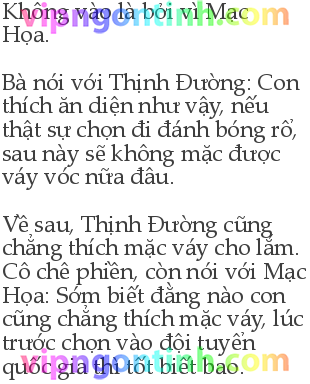 Không vào là bởi vì Mạc
Họa.
Bà nói với Thịnh Đường: Con
thích ăn diện như vậy, nếu
thật sự chọn đi đánh bóng rổ,
sau này sẽ không mặc được
váy vóc nữa đâu.
Về sau, Thịnh Đường cũng
chẳng thích mặc váy cho lắm.
Cô chê phiền, còn nói với Mạc
Họa: Sớm biết đằng nào con
cũng chẳng thích mặc váy, lúc
trước chọn vào đội tuyển
quốc gia thì tốt biết bao.
vipngontinh.com
vipngontinh.com